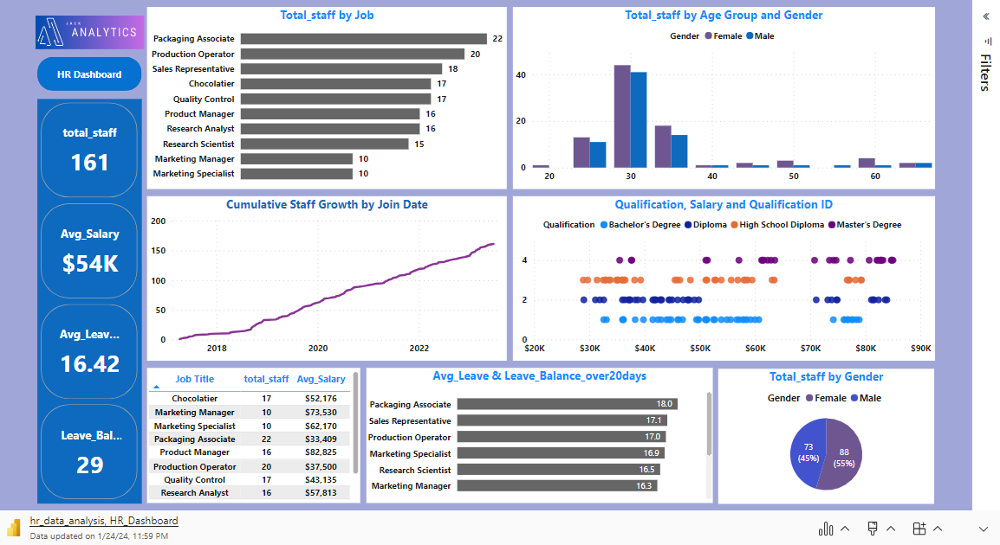 JACK
ANALYTICS
HR Dashboard
total_staff
161
Avg_Salary
$54K
Avg_Leav...
16.42
Leave_Bal...
29
Total_staff by Job
Packaging Associate 22
Production Operator 20
Sales Representative 18
Chocolatier 17
Quality Control 17
Product Manager 16
Research Analyst 16
Research Scientist 15
Marketing Manager 10
Marketing Specialist 10
Total_staff by Age Group and Gender
Gender Female Male
40
20
0
20 30 40 50 60
Cumulative Staff Growth by Join Date
200
150
100
50
0
2018 2020 2022
Qualification, Salary and Qualification ID
Qualification Bachelor's Degree Diploma High School Diploma Master's Degree
4
2
0
$20K $30K $40K $50K $60K $70K $80K $90K
Job Title total_staff Avg_Salary
Chocolatier 17 $52,176
Marketing Manager 10 $73,530
Marketing Specialist 10 $62,170
Packaging Associate 22 $33,409
Product Manager 16 $82,825
Production Operator 20 $37,500
Quality Control 17 $43,135
Research Analyst 16 $57,813
Avg_Leave & Leave_Balance_over20days
Packaging Associate 18.0
Sales Representative 17.1
Production Operator 17.0
Marketing Specialist 16.9
Research Scientist 16.5
Marketing Manager 16.3
Total_staff by Gender
Gender Female Male
73
(45%)
88
(55%)
Filters
hr_data_analysis, HR_Dashboard
Data updated on 1/24/24, 11:59 PM